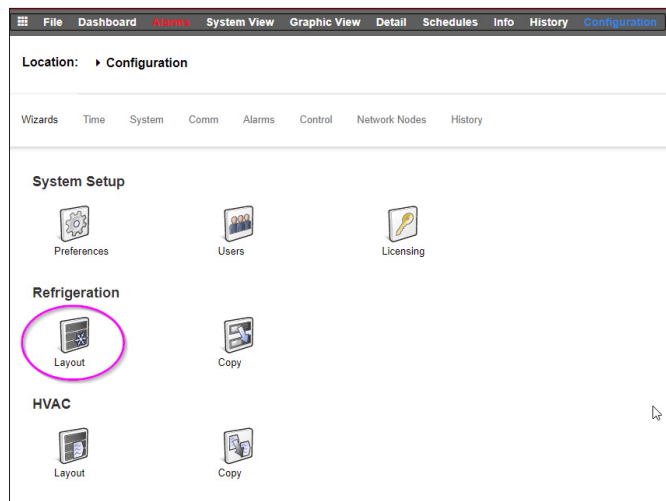 File Dashboard Alarms System View Graphic View Detail Schedules Info History Configuration
Location: Configuration
Wizards Time System Comm Alarms Control Network Nodes History
System Setup
Preferences Users Licensing
Refrigeration
Layout Copy
HVAC
Layout Copy